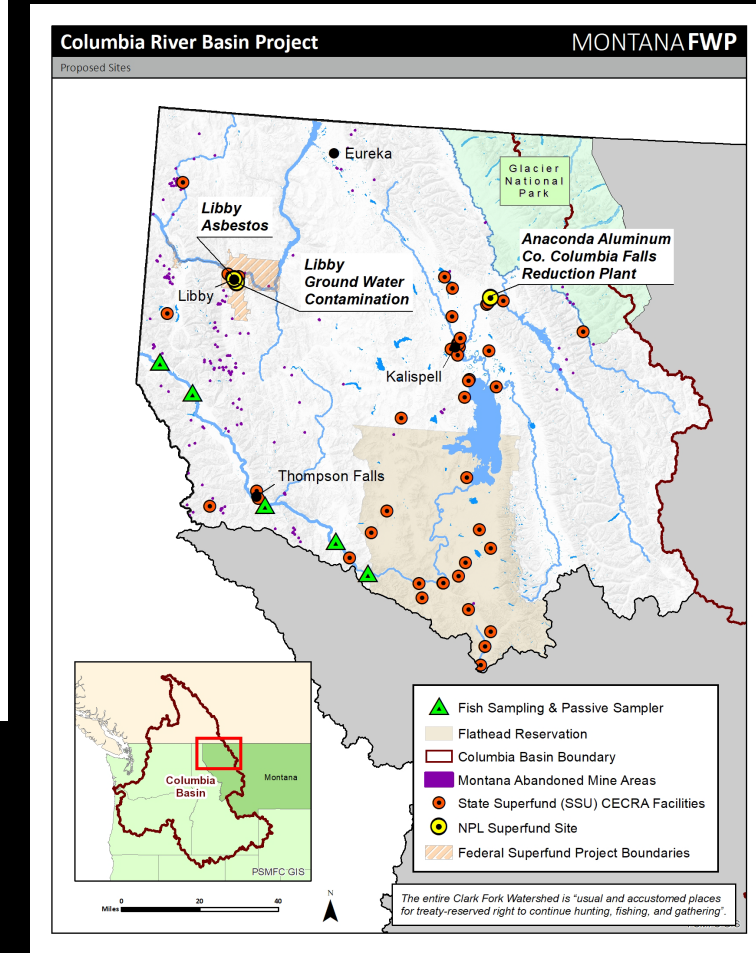 Columbia River Basin Project
MONTANA FWP
Proposed Sites
Eureka
Glacier
National
Park
Libby
Asbestos
Anaconda Aluminum
Co. Columbia Falls
Reduction Plant
Libby
Ground Water
Contamination
Libby
Kalispell
Thompson Falls
Fish Sampling & Passive Sampler
Flathead Reservation
Columbia Basin Boundary
Montana Abandoned Mine Areas
State Superfund (SSU) CECRA Facilities
NPL Superfund Site
Federal Superfund Project Boundaries
Columbia
Basin
Montana
PSMFC GIS
Miles
0
20
40
N
The entire Clark Fork Watershed is “usual and accustomed places
for treaty-reserved right to continue hunting, fishing, and gathering”.